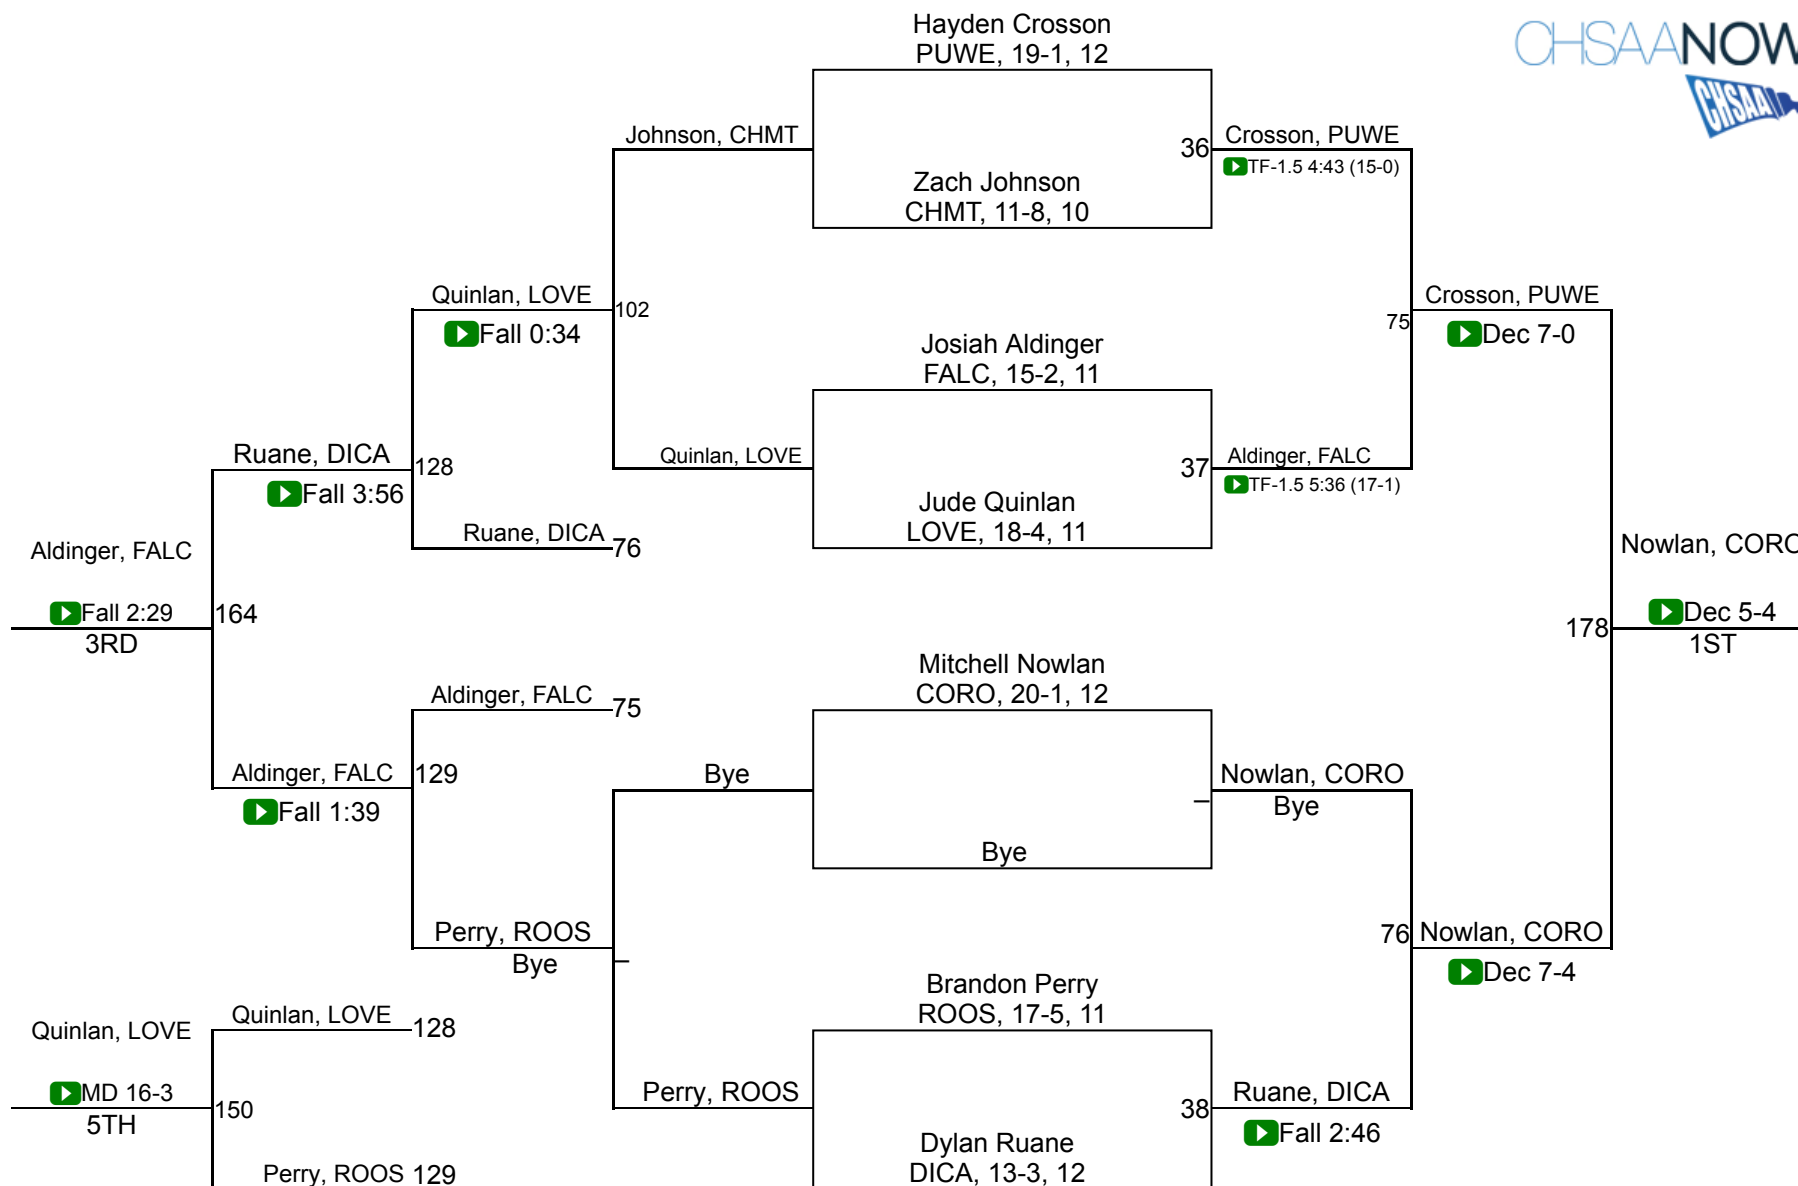 Hayden Crosson
PUWE, 19-1, 12
CHSAANOW
CHSAA
Johnson, CHMT
36
Crosson, PUWE
TF-1.5 4:43 (15-0)
Zach Johnson
CHMT, 11-8, 10
Quinlan, LOVE
102
Fall 0:34
75
Crosson, PUWE
Dec 7-0
Josiah Aldinger
FALC, 15-2, 11
Ruane, DICA
128
Fall 3:56
Quinlan, LOVE
37
Aldinger, FALC
TF-1.5 5:36 (17-1)
Jude Quinlan
LOVE, 18-4, 11
Ruane, DICA
76
Aldinger, FALC
Fall 2:29
164
3RD
Nowlan, CORO
178
Dec 5-4
1ST
Mitchell Nowlan
CORO, 20-1, 12
Aldinger, FALC
75
Aldinger, FALC
129
Fall 1:39
Bye
Nowlan, CORO
Bye
Bye
Perry, ROOS
Bye
76
Nowlan, CORO
Dec 7-4
Brandon Perry
ROOS, 17-5, 11
Quinlan, LOVE
Quinlan, LOVE
128
MD 16-3
150
5TH
Perry, ROOS
38
Ruane, DICA
Fall 2:46
Dylan Ruane
DICA, 13-3, 12
Perry, ROOS
129